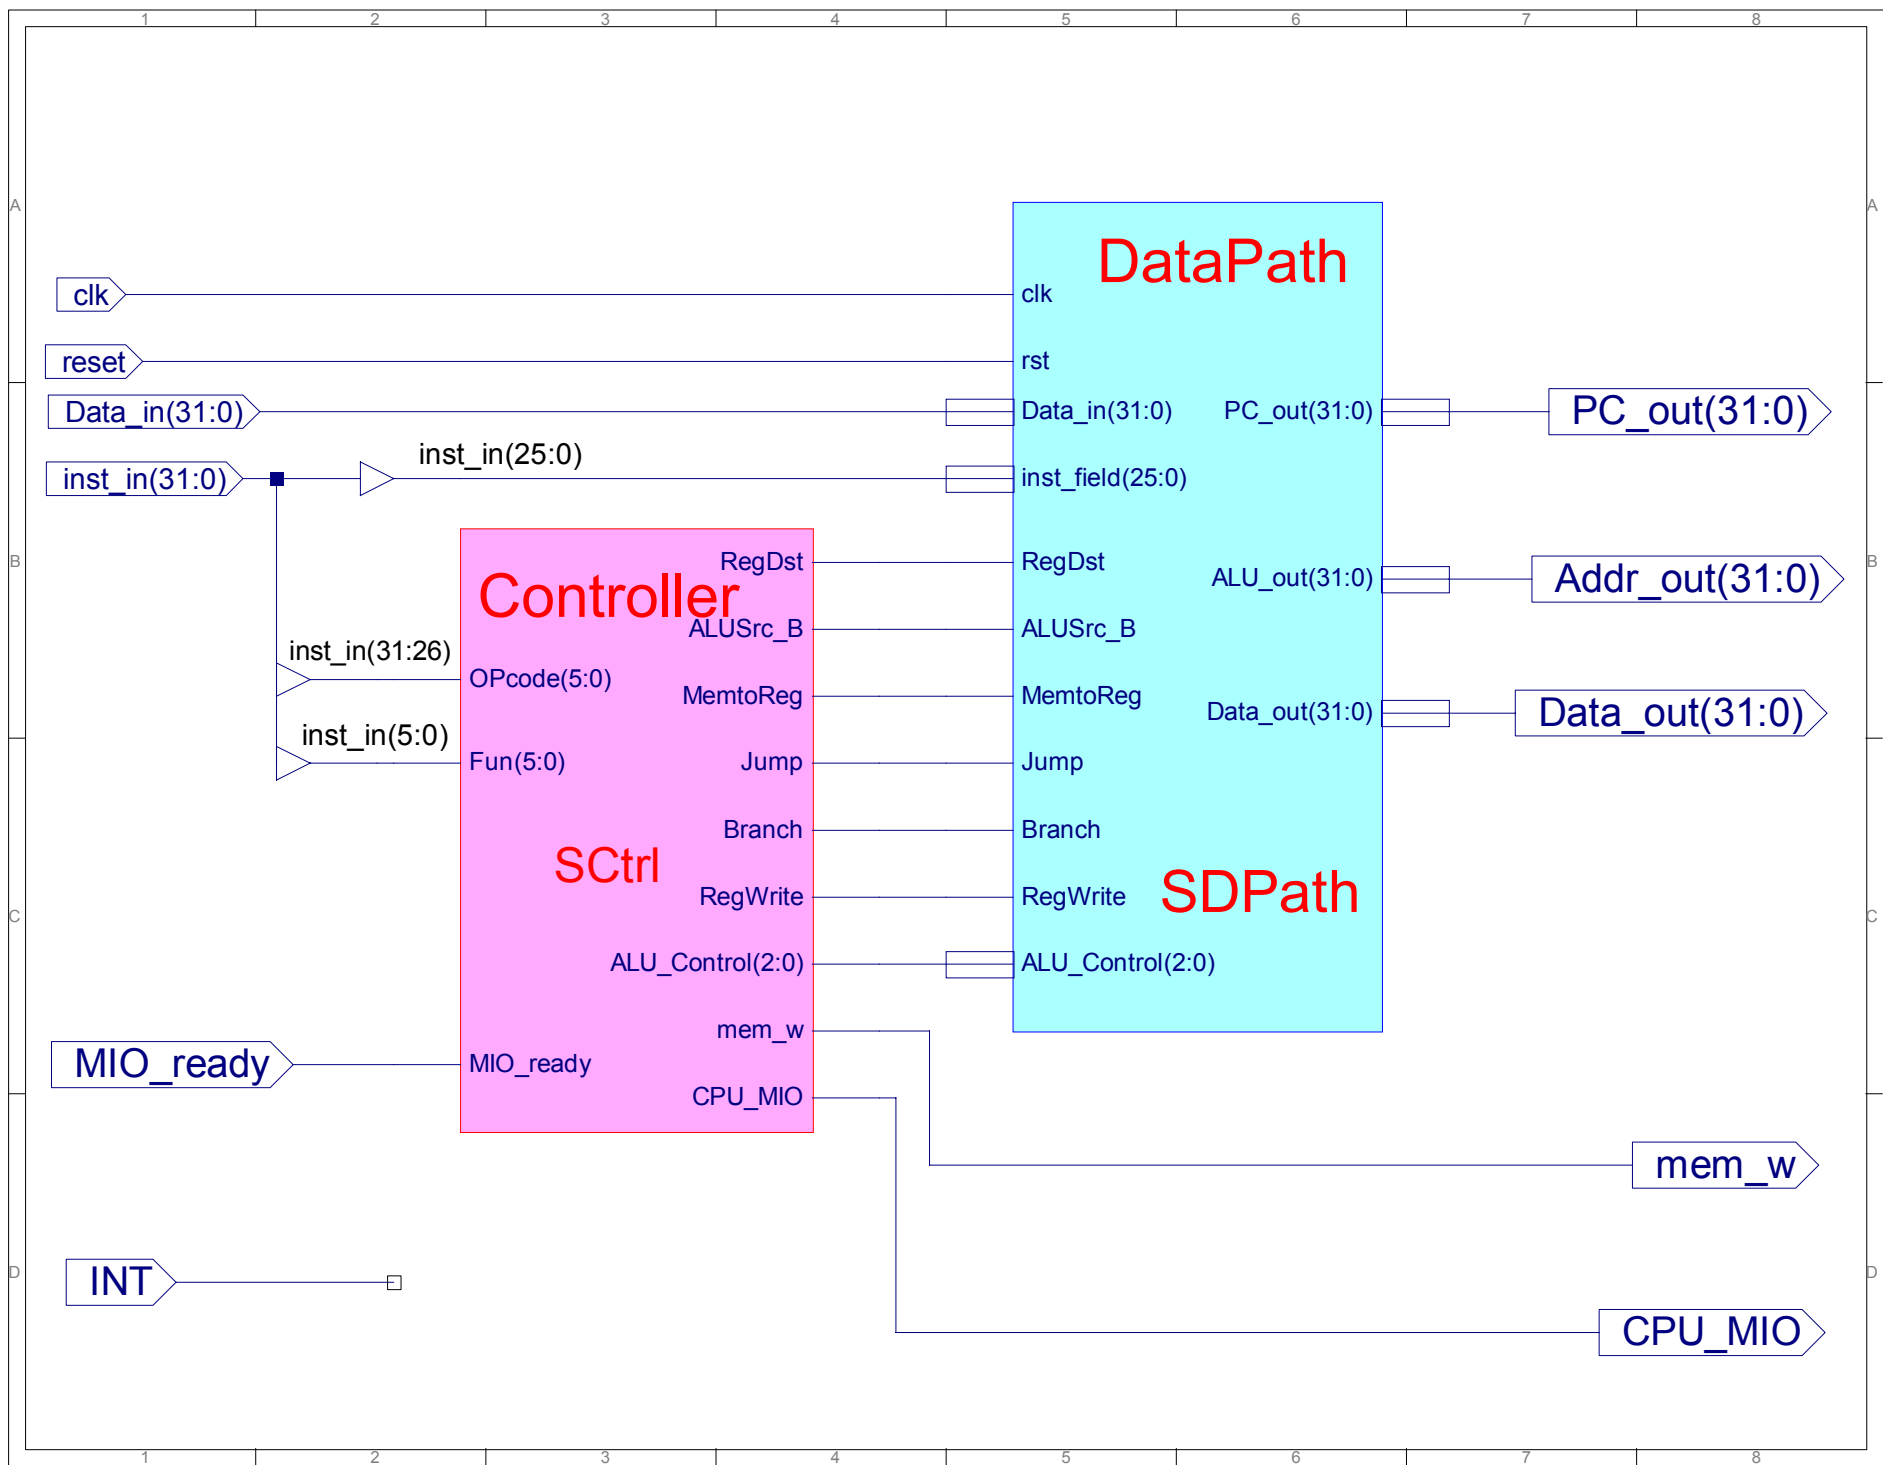 1 2 3 4 5 6 7 8
A A
DataPath
clk clk
reset rst
Data_in(31:0) Data_in(31:0) PC_out(31:0) PC_out(31:0)
inst_in(25:0)
inst_in(31:0) inst_field(25:0)
B B
RegDst RegDst
ALU_out(31:0) Addr_out(31:0)
Controller
ALUSrc_B ALUSrc_B
inst_in(31:26)
OPcode(5:0)
MemtoReg MemtoReg
Data_out(31:0) Data_out(31:0)
inst_in(5:0)
Fun(5:0) Jump Jump
Branch Branch
SCtrl
SDPath
RegWrite RegWrite
C C
ALU_Control(2:0) ALU_Control(2:0)
mem_w
MIO_ready MIO_ready
CPU_MIO
mem_w
D D
INT
CPU_MIO
1 2 3 4 5 6 7 8